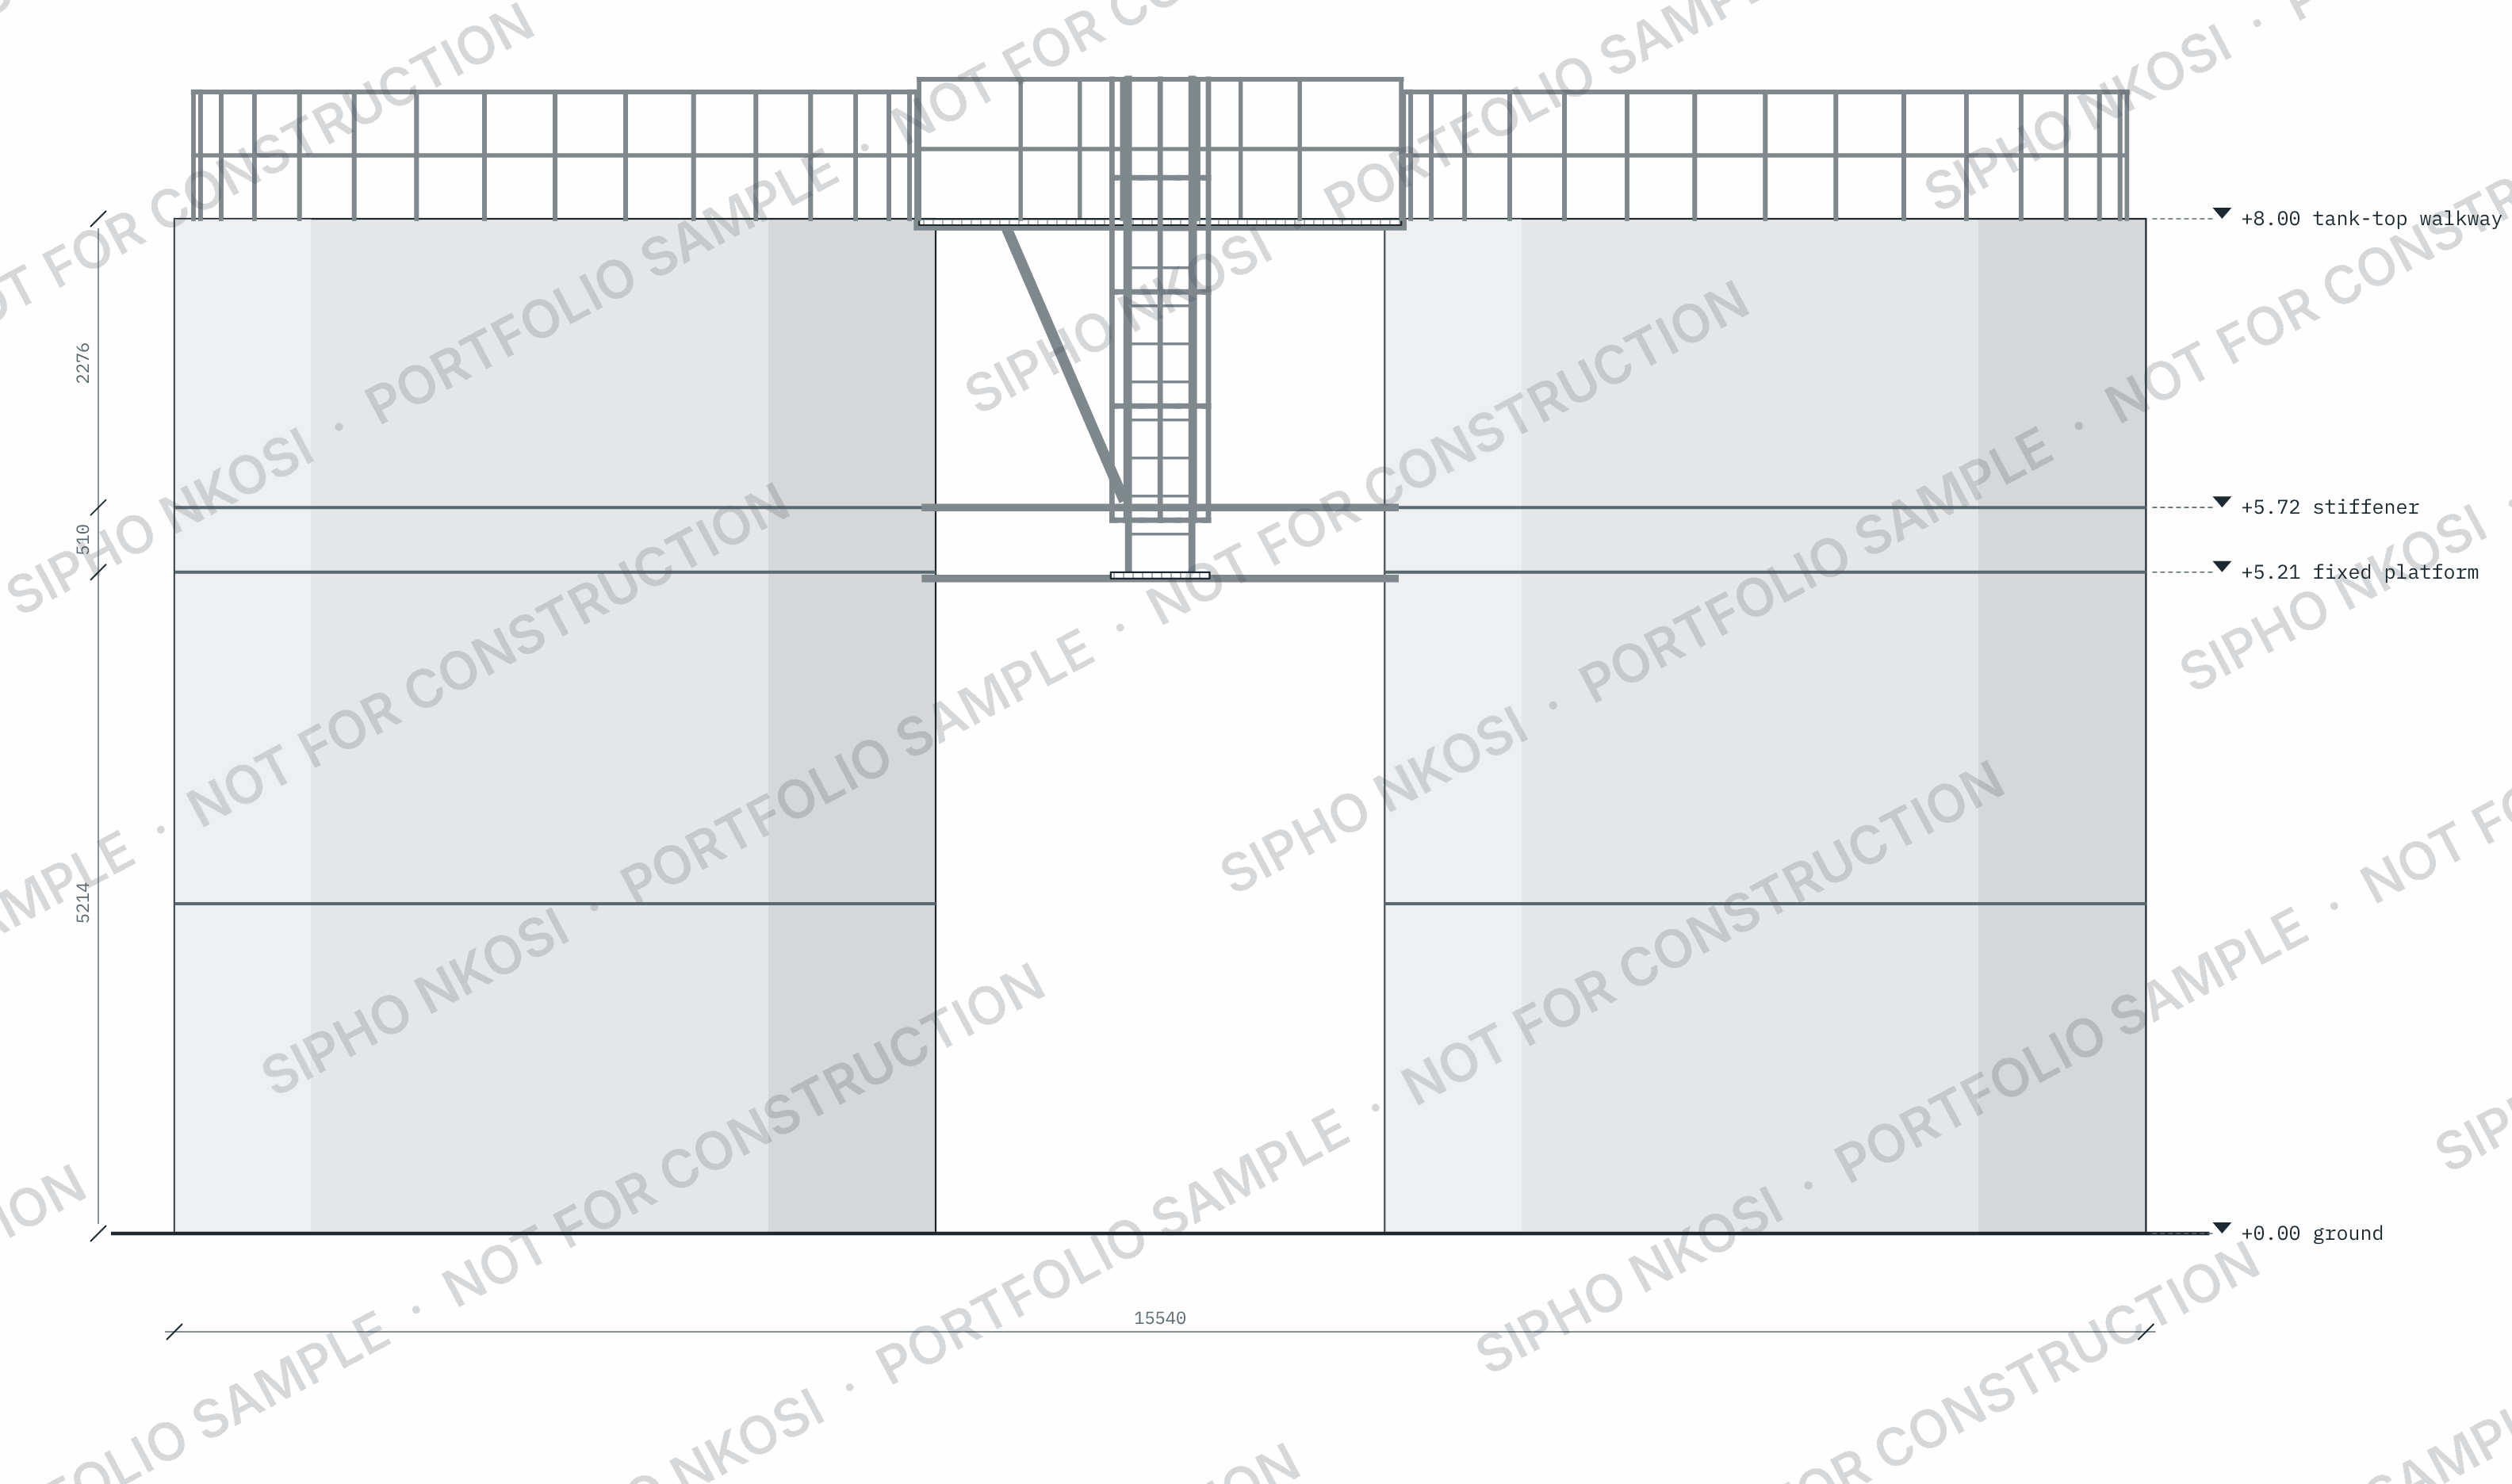 SIPHO NKOSI · PORTFOLIO SAMPLE · NOT FOR CONSTRUCTION
+8.00 tank-top walkway
2276
+5.72 stiffener
510
+5.21 fixed platform
5214
+0.00 ground
15540